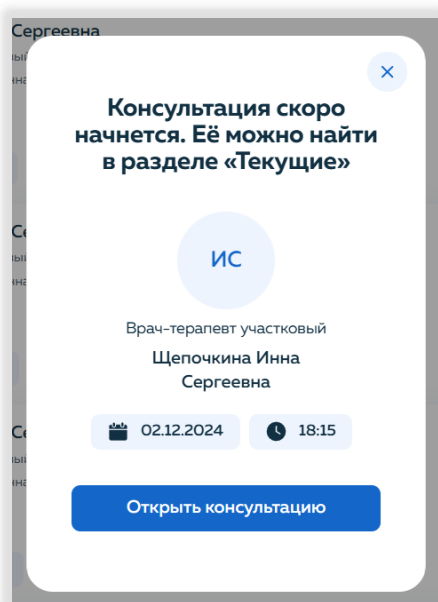 Сергеевна
Консультация скоро
начнется. Её можно найти
в разделе «Текущие»
ИС
Врач-терапевт участковый
Щепочкина Инна
Сергеевна
02.12.2024 18:15
Открыть консультацию